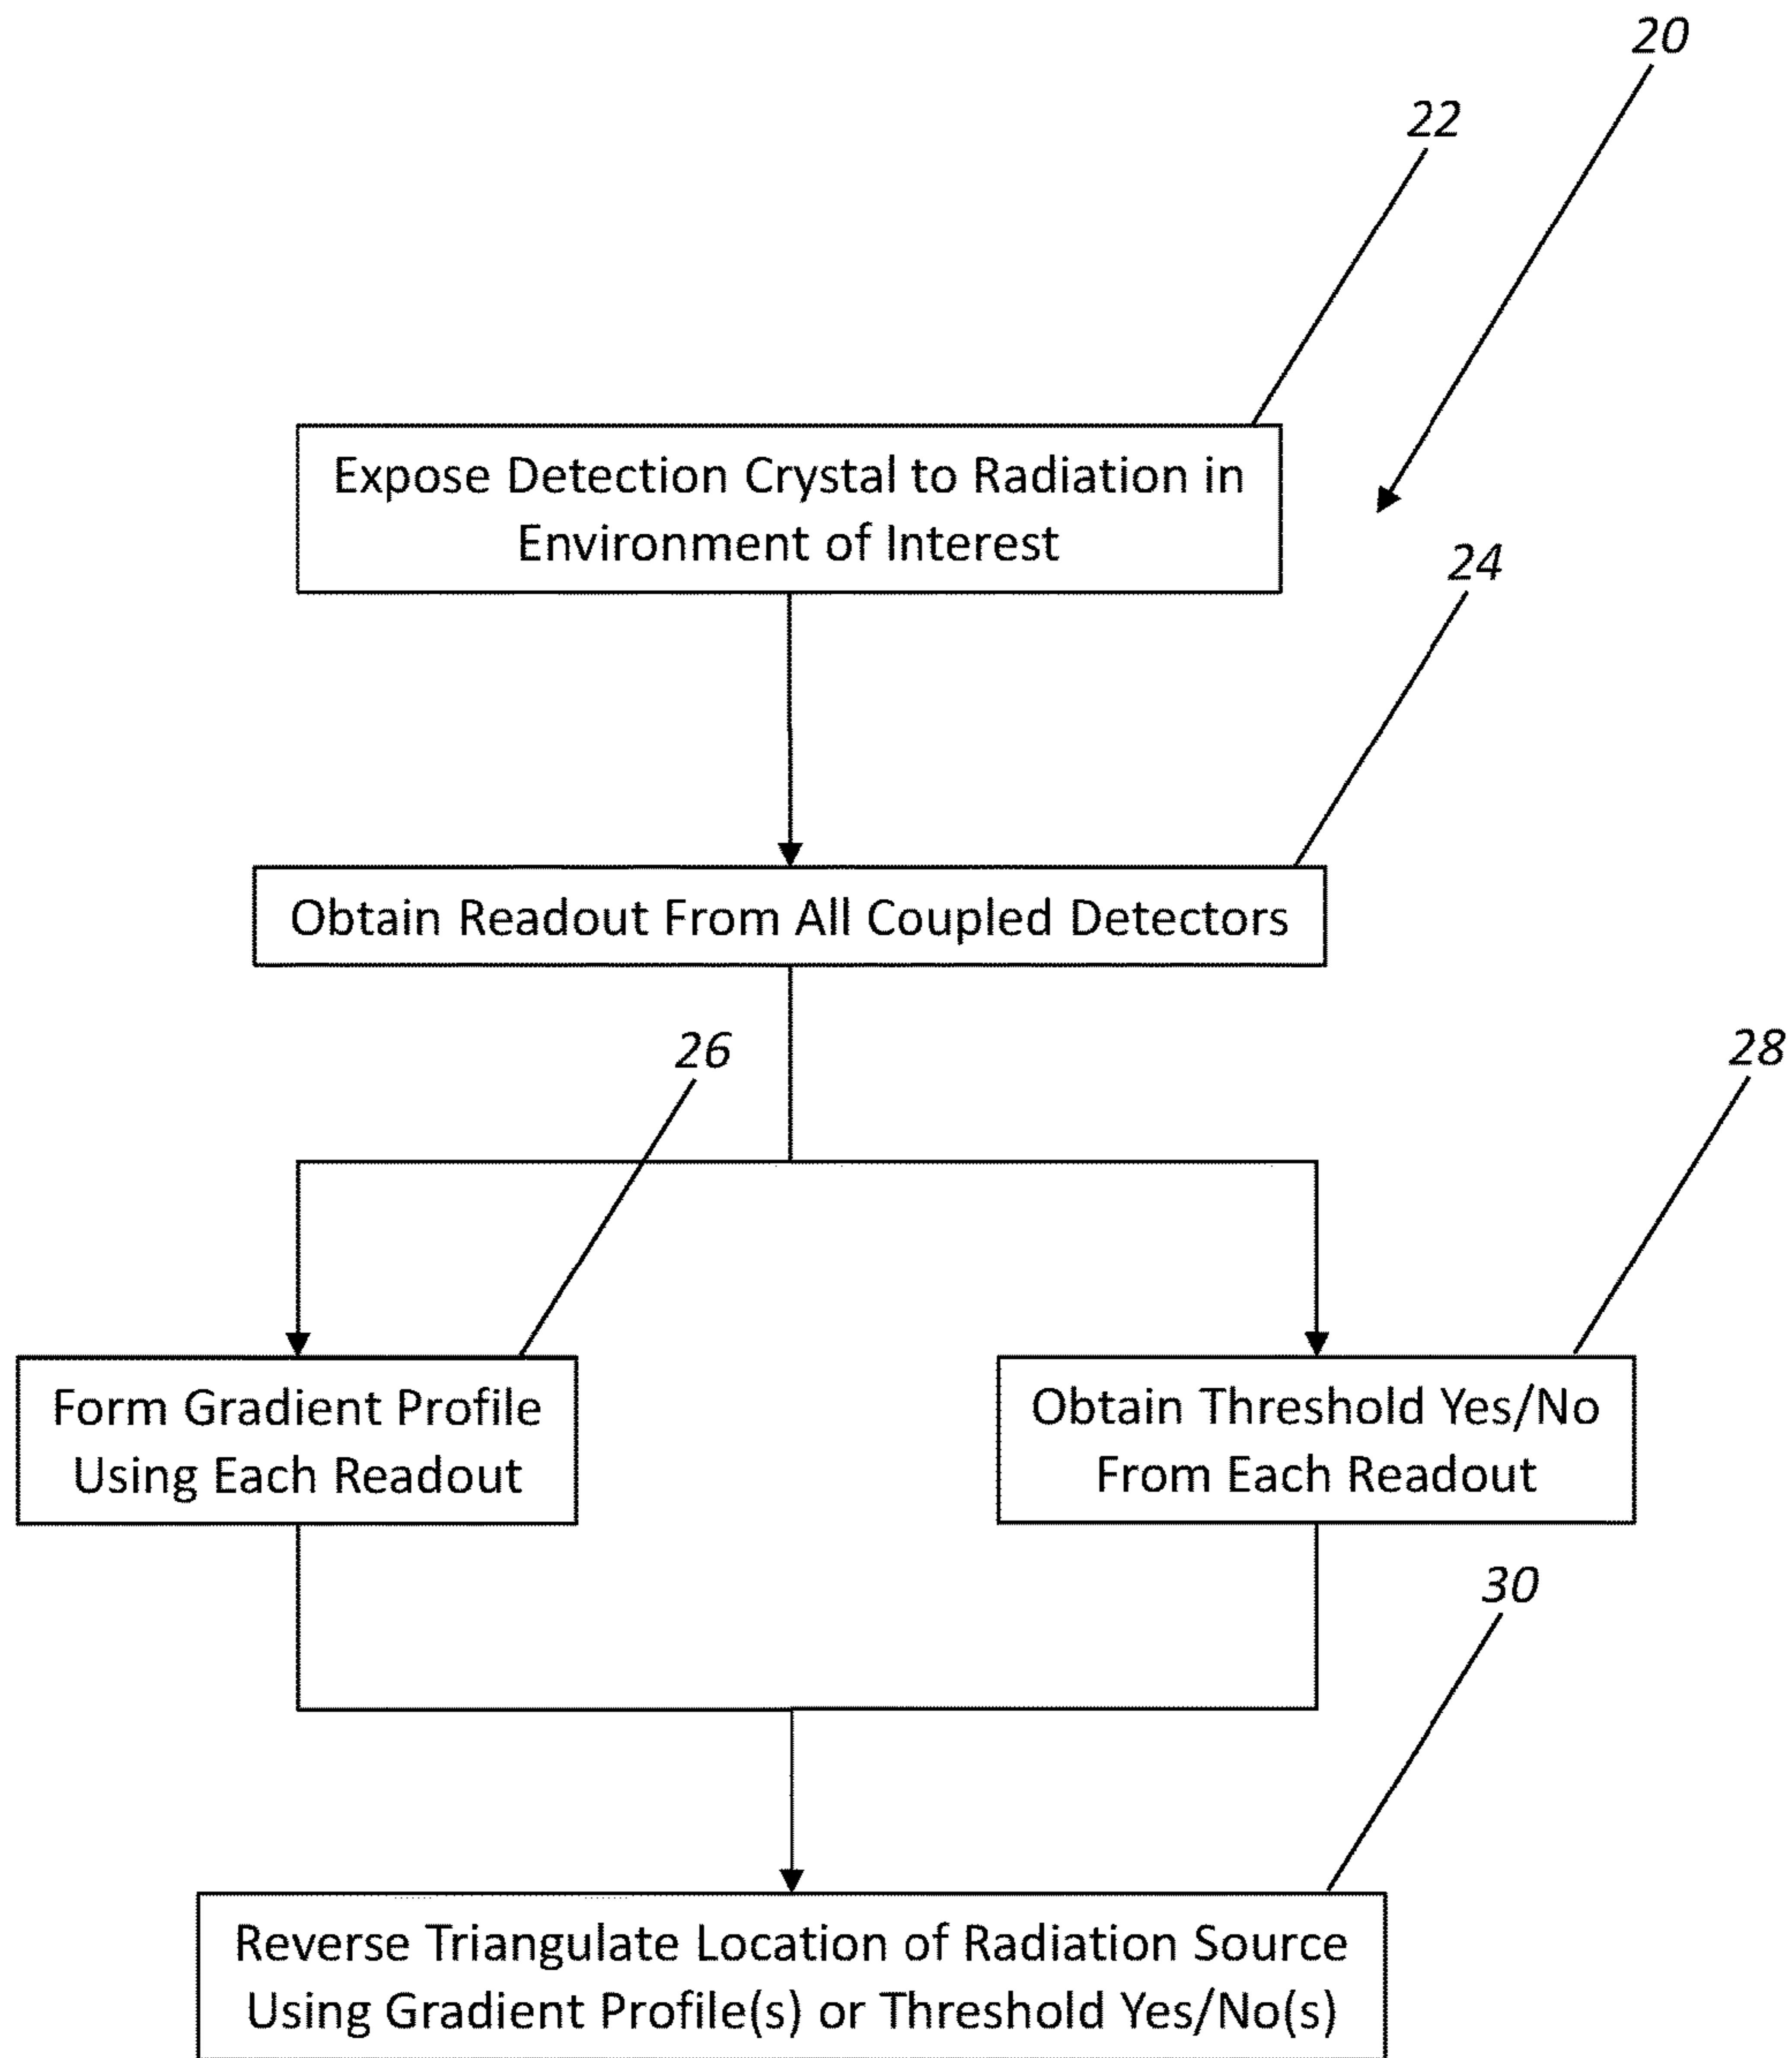 20
22
Expose Detection Crystal to Radiation in
Environment of Interest
24
Obtain Readout From All Coupled Detectors
26
28
Form Gradient Profile
Using Each Readout
Obtain Threshold Yes/No
From Each Readout
30
Reverse Triangulate Location of Radiation Source
Using Gradient Profile(s) or Threshold Yes/No(s)